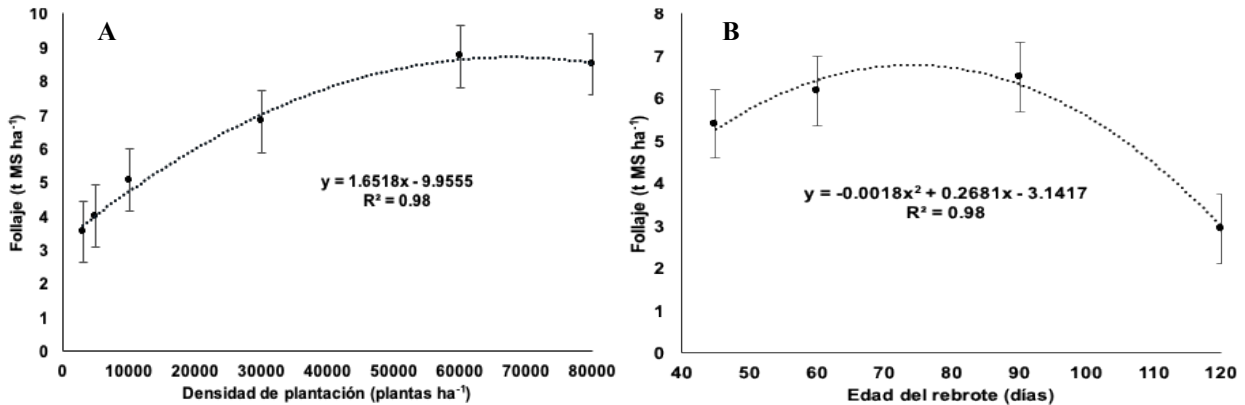 A
Follaje (t MS ha⁻¹)
10
9
8
7
6
5
4
3
2
1
0
y = 1.6518x - 9.9555
R² = 0.98
0 10000 20000 30000 40000 50000 60000 70000 80000
Densidad de plantación (plantas ha⁻¹)
B
Follaje (t MS ha⁻¹)
8
7
6
5
4
3
2
1
0
y = -0.0018x² + 0.2681x - 3.1417
R² = 0.98
40 50 60 70 80 90 100 110 120
Edad del rebrote (días)